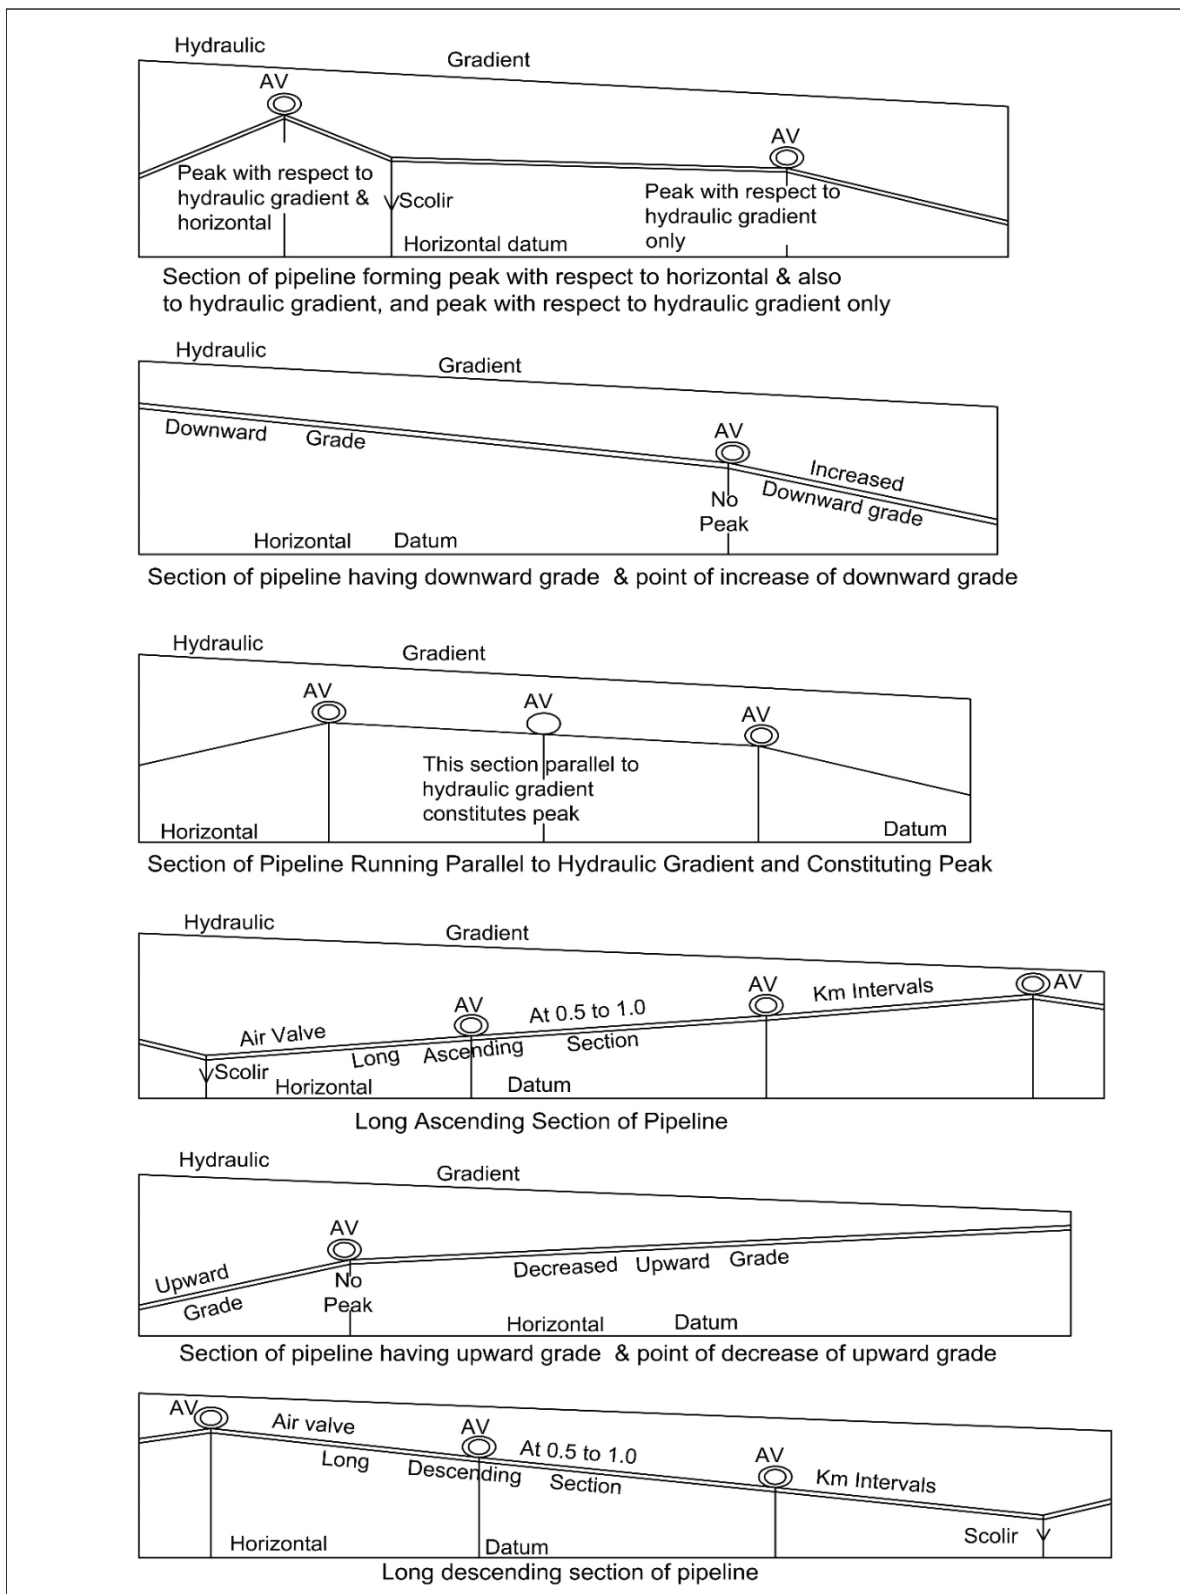 Hydraulic
Gradient
AV
AV
Peak with respect to
hydraulic gradient &
horizontal
Scolir
Peak with respect to
hydraulic gradient
only
Horizontal datum
Section of pipeline forming peak with respect to horizontal & also
to hydraulic gradient, and peak with respect to hydraulic gradient only
Hydraulic
Gradient
Downward Grade
AV
Increased
Downward grade
No
Peak
Horizontal Datum
Section of pipeline having downward grade & point of increase of downward grade
Hydraulic
Gradient
AV
AV
AV
This section parallel to
hydraulic gradient
constitutes peak
Horizontal
Datum
Section of Pipeline Running Parallel to Hydraulic Gradient and Constituting Peak
Hydraulic
Gradient
AV
AV
AV
Air Valve At 0.5 to 1.0 Km Intervals
Long Ascending Section
Scolir
Horizontal Datum
Long Ascending Section of Pipeline
Hydraulic
Gradient
AV
Upward
Grade
No
Peak
Decreased Upward Grade
Horizontal Datum
Section of pipeline having upward grade & point of decrease of upward grade
AV
AV
AV
Air valve At 0.5 to 1.0 Km Intervals
Long Descending Section
Scolir
Horizontal Datum
Long descending section of pipeline